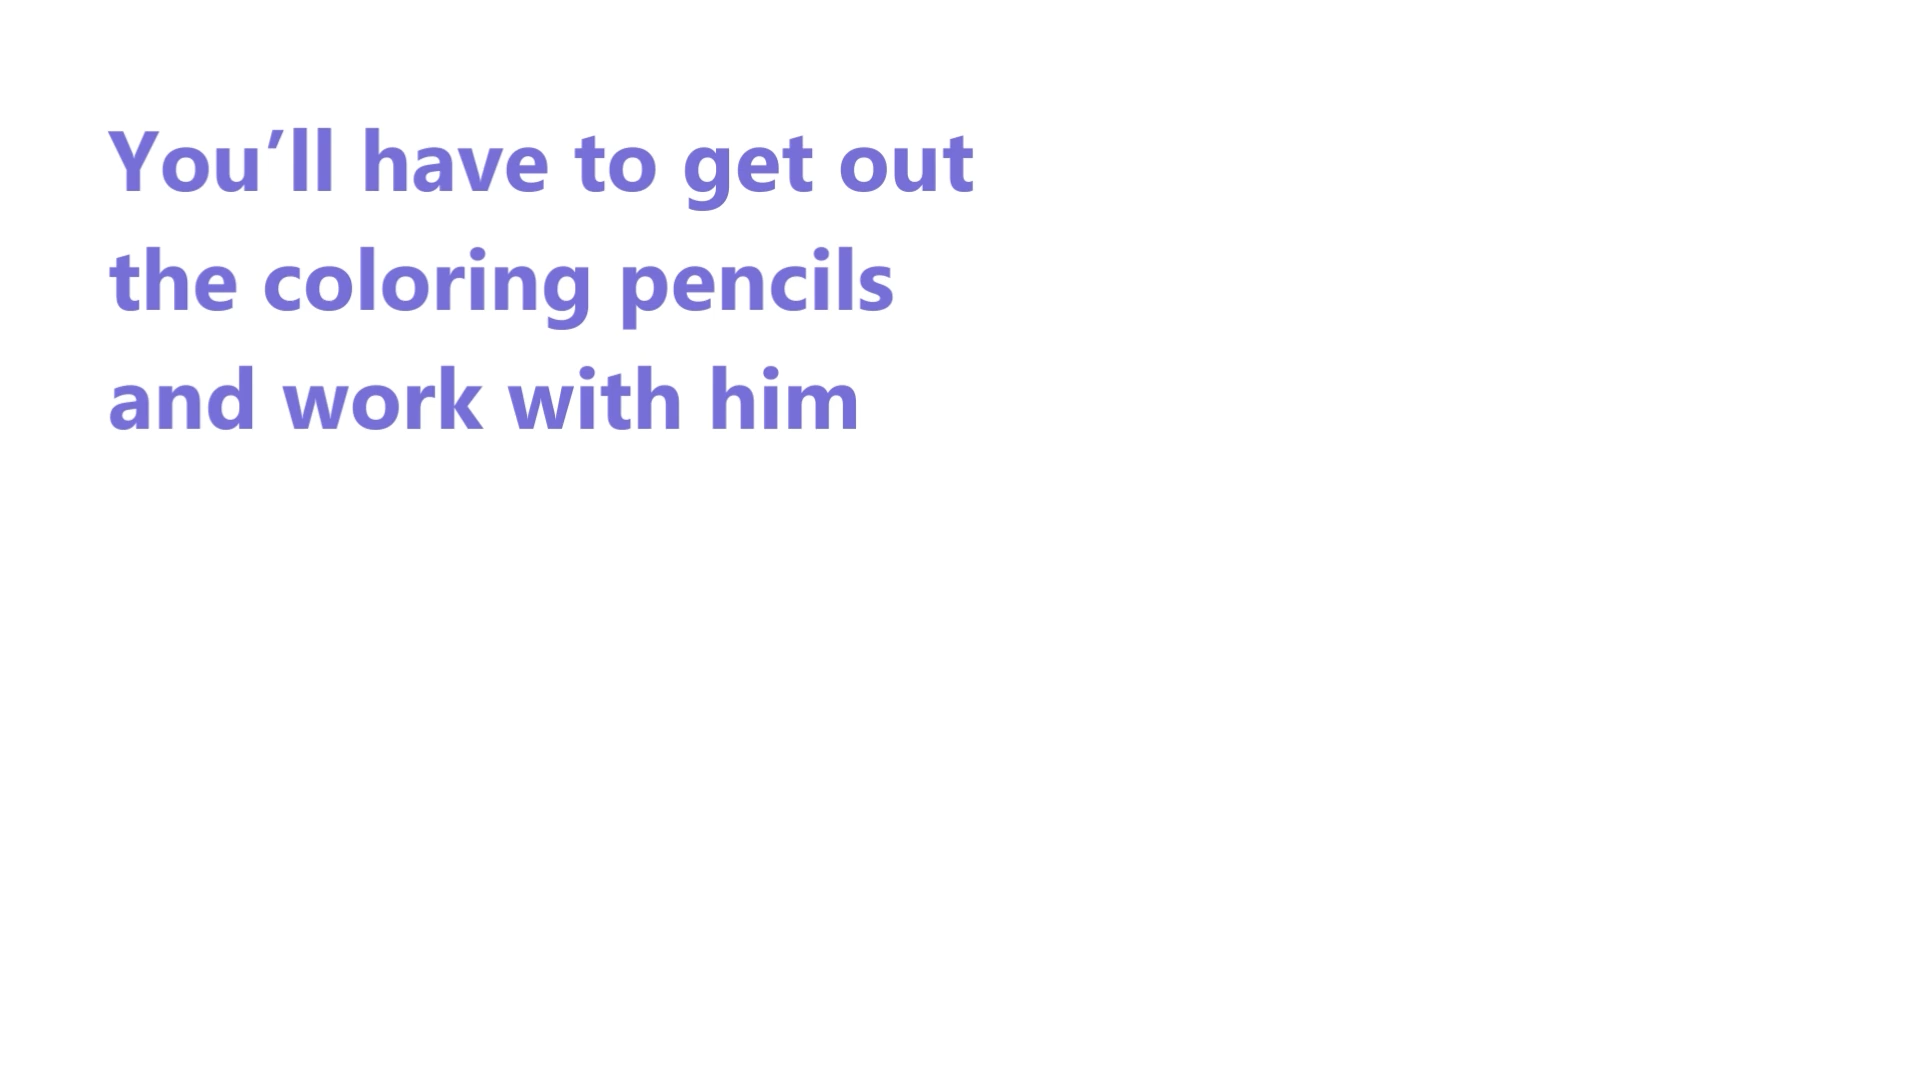 You’ll have to get out
the coloring pencils
and work with him